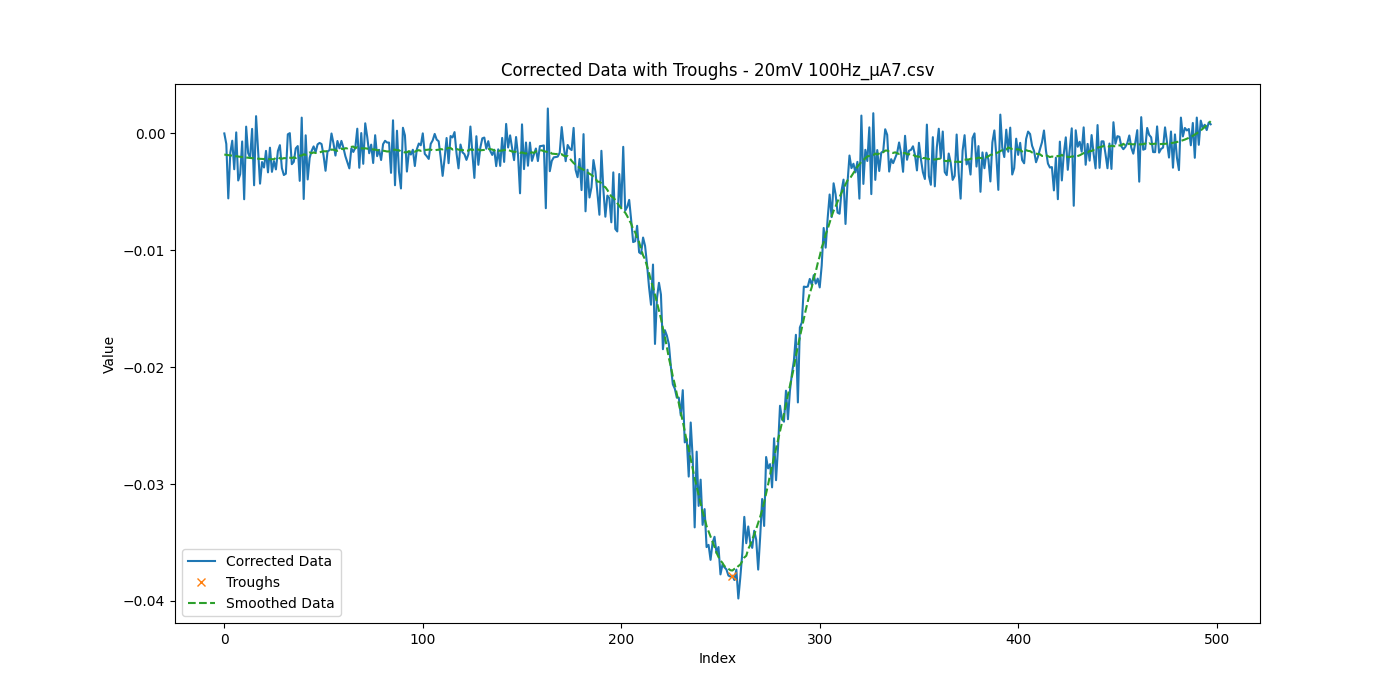 Corrected Data with Troughs - 20mV 100Hz_µA7.csv
Value
0.00
−0.01
−0.02
−0.03
−0.04
Corrected Data
Troughs
Smoothed Data
0 100 200 300 400 500
Index